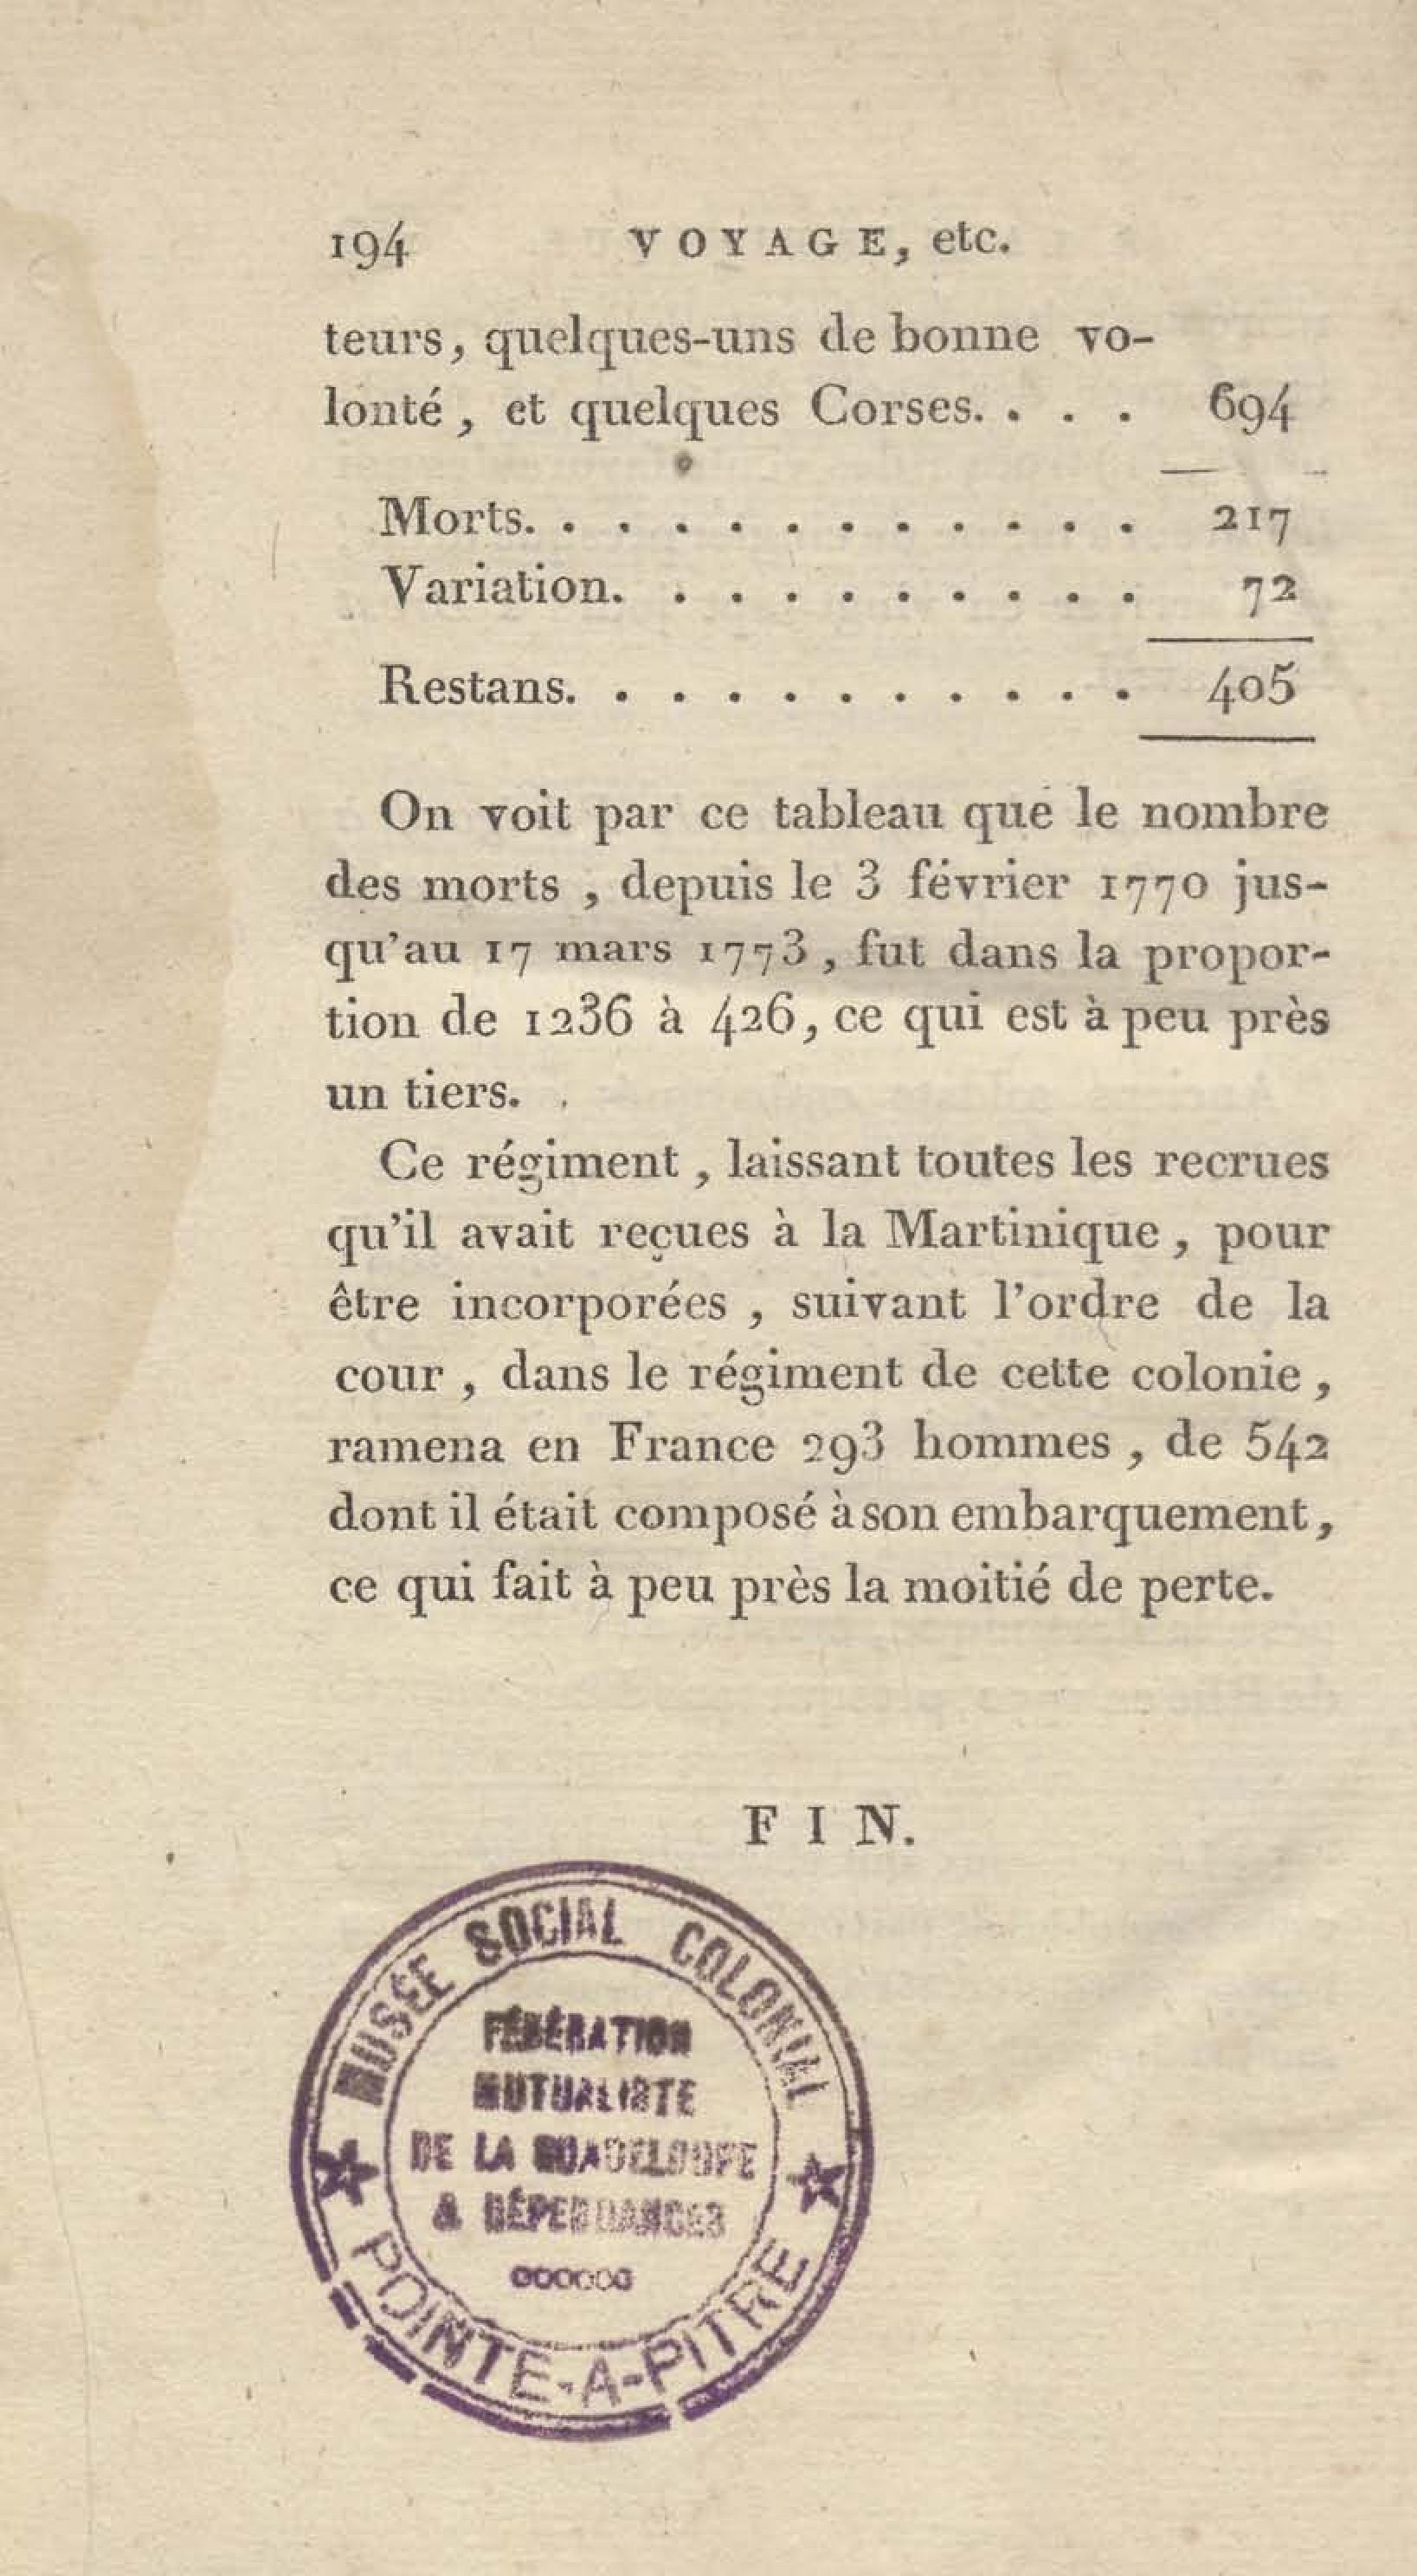 194 VOYAGE, etc.
teurs, quelques-uns de bonne vo-
lonté, et quelques Corses. . . . 694
Morts. . . . . . . . . . . . 217
Variation. . . . . . . . . . 72
Restans. . . . . . . . . . . 405
On voit par ce tableau que le nombre
des morts, depuis le 3 février 1770 jus-
qu'au 17 mars 1773, fut dans la propor-
tion de 1236 à 426, ce qui est à peu près
un tiers.
Ce régiment, laissant toutes les recrues
qu'il avait reçues à la Martinique, pour
être incorporées, suivant l'ordre de la
cour, dans le régiment de cette colonie,
ramena en France 293 hommes, de 542
dont il était composé à son embarquement,
ce qui fait à peu près la moitié de perte.
FIN.
MUSÉE SOCIAL COLONIAL
FÉDÉRATION
MUTUALISTE
DE LA GUADELOUPE
& DÉPENDANCES
POINTE-A-PITRE